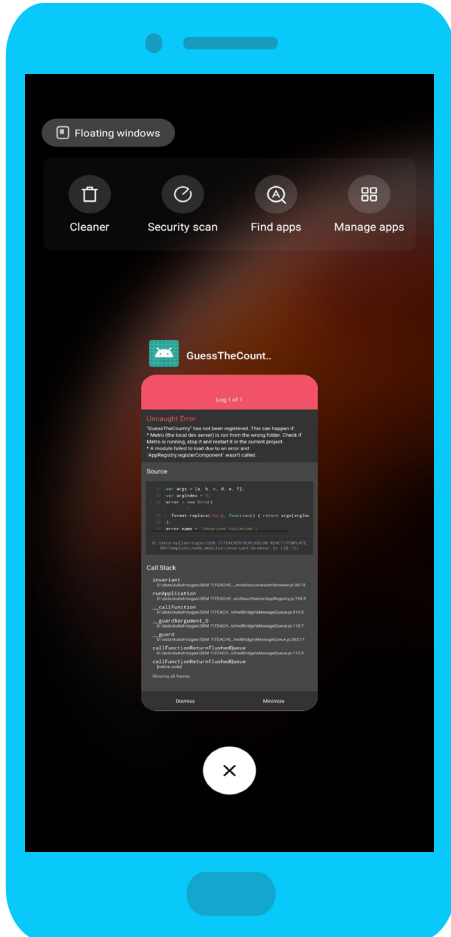 Floating windows
Cleaner Security scan Find apps Manage apps
GuessTheCount..
Log 1 of 1
Uncaught Error
"GuessTheCountry" has not been registered. This can happen if:
* Metro (the local dev server) is run from the wrong folder. Check if
Metro is running, stop it and restart it in the current project.
* A module failed to load due to an error and
`AppRegistry.registerComponent` wasn't called.
Source
var args = [a, b, c, d, e, f];
var argIndex = 0;
error = new Error(
format.replace(/%s/g, function() { return args[argInd
);
error.name = 'Invariant Violation';
Call Stack
invariant
runApplication
__callFunction
__guard$argument_0
__guard
callFunctionReturnFlushedQueue
callFunctionReturnFlushedQueue
[native code]
Showing all frames
Dismiss Minimize